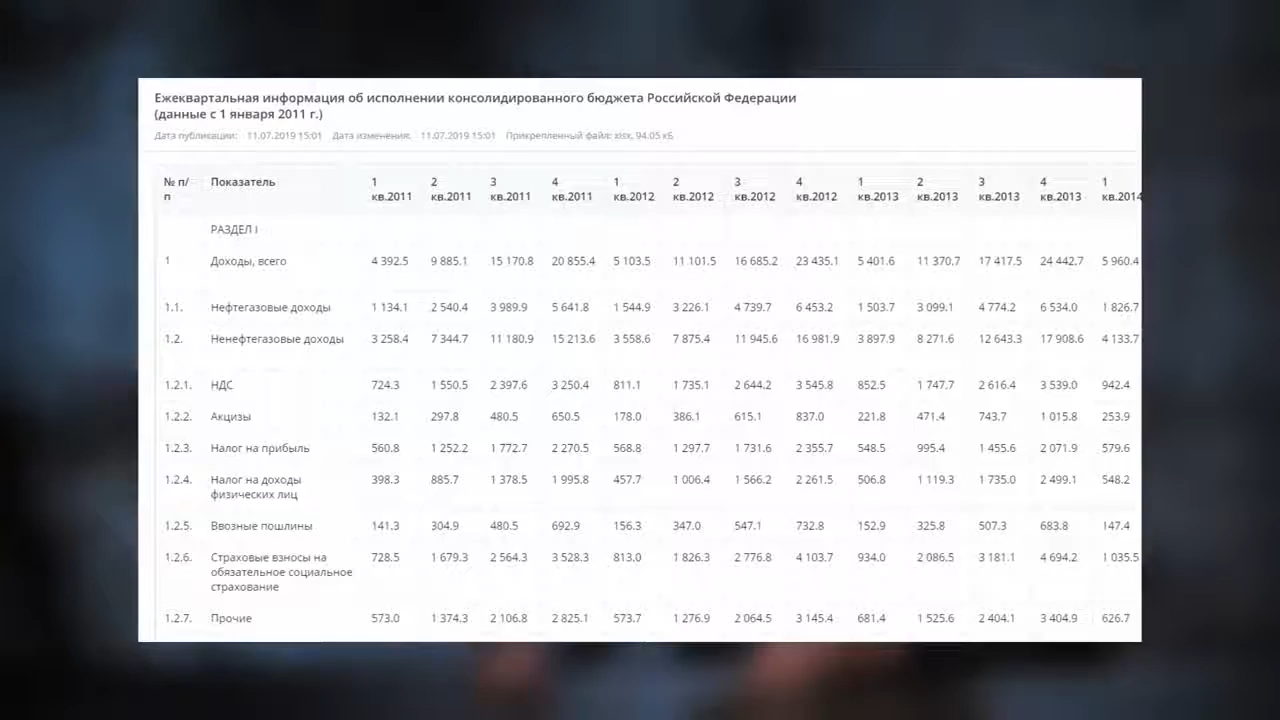 Ежеквартальная информация об исполнении консолидированного бюджета Российской Федерации
(данные с 1 января 2011 г.)
Дата публикации: 11.07.2019 15:01 Дата изменения: 11.07.2019 15:01 Прикрепленный файл: xlsx, 94.05 кБ
№ п/п Показатель 1 кв.2011 2 кв.2011 3 кв.2011 4 кв.2011 1 кв.2012 2 кв.2012 3 кв.2012 4 кв.2012 1 кв.2013 2 кв.2013 3 кв.2013 4 кв.2013 1 кв.2014
РАЗДЕЛ I
1 Доходы, всего 4 392.5 9 885.1 15 170.8 20 855.4 5 103.5 11 101.5 16 685.2 23 435.1 5 401.6 11 370.7 17 417.5 24 442.7 5 960.4
1.1. Нефтегазовые доходы 1 134.1 2 540.4 3 989.9 5 641.8 1 544.9 3 226.1 4 739.7 6 453.2 1 503.7 3 099.1 4 774.2 6 534.0 1 826.7
1.2. Ненефтегазовые доходы 3 258.4 7 344.7 11 180.9 15 213.6 3 558.6 7 875.4 11 945.6 16 981.9 3 897.9 8 271.6 12 643.3 17 908.6 4 133.7
1.2.1. НДС 724.3 1 550.5 2 397.6 3 250.4 811.1 1 735.1 2 644.2 3 545.8 852.5 1 747.7 2 616.4 3 539.0 942.4
1.2.2. Акцизы 132.1 297.8 480.5 650.5 178.0 386.1 615.1 837.0 221.8 471.4 743.7 1 015.8 253.9
1.2.3. Налог на прибыль 560.8 1 252.2 1 772.7 2 270.5 568.8 1 297.7 1 731.6 2 355.7 548.5 995.4 1 455.6 2 071.9 579.6
1.2.4. Налог на доходы 398.3 885.7 1 378.5 1 995.8 457.7 1 006.4 1 566.2 2 261.5 506.8 1 119.3 1 735.0 2 499.1 548.2
физических лиц
1.2.5. Ввозные пошлины 141.3 304.9 480.5 692.9 156.3 347.0 547.1 732.8 152.9 325.8 507.3 683.8 147.4
1.2.6. Страховые взносы на 728.5 1 679.3 2 564.3 3 528.3 813.0 1 826.3 2 776.8 4 103.7 934.0 2 086.5 3 181.1 4 694.2 1 035.5
обязательное социальное
страхование
1.2.7. Прочие 573.0 1 374.3 2 106.8 2 825.1 573.7 1 276.9 2 064.5 3 145.4 681.4 1 525.6 2 404.1 3 404.9 626.7